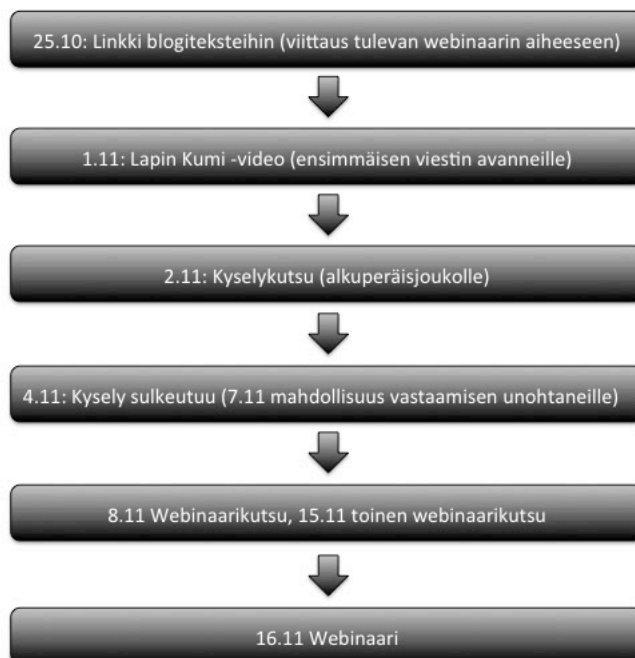 25.10: Linkki blogiteksteihin (viittaus tulevan webinaarin aiheeseen)
1.11: Lapin Kumi -video (ensimmäisen viestin avanneille)
2.11: Kyselykutsu (alkuperäisjoukolle)
4.11: Kysely sulkeutuu (7.11 mahdollisuus vastaamisen unohtaneille)
8.11 Webinaarikutsu, 15.11 toinen webinaarikutsu
16.11 Webinaari